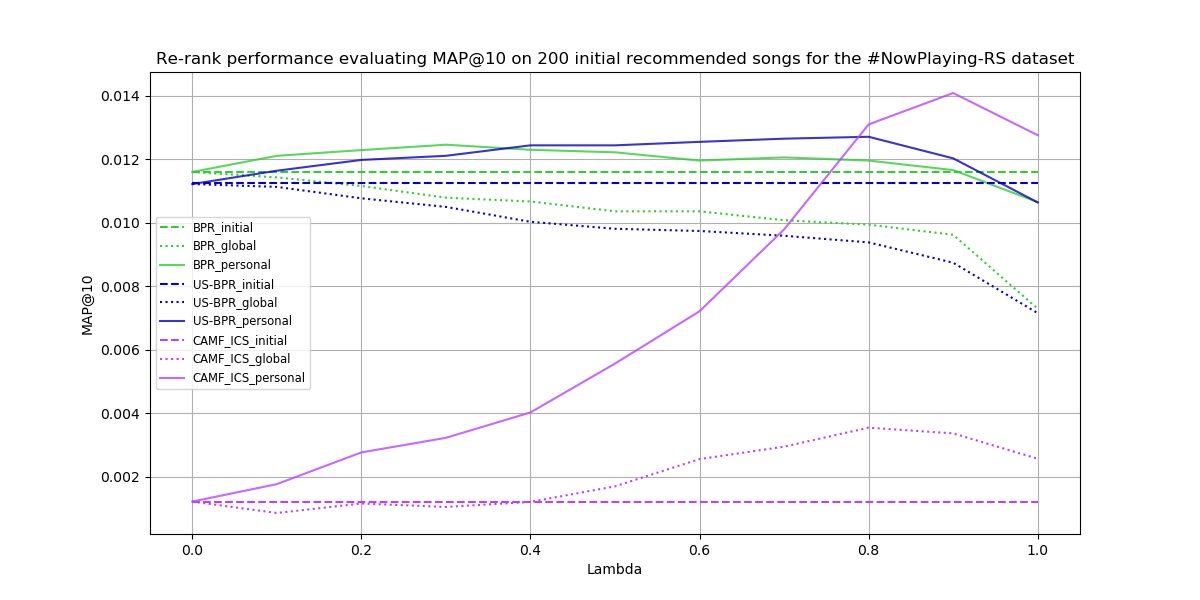 Re-rank performance evaluating MAP@10 on 200 initial recommended songs for the #NowPlaying-RS dataset
MAP@10
0.014
0.012
0.010
0.008
0.006
0.004
0.002
BPR_initial
BPR_global
BPR_personal
US-BPR_initial
US-BPR_global
US-BPR_personal
CAMF_ICS_initial
CAMF_ICS_global
CAMF_ICS_personal
0.0 0.2 0.4 0.6 0.8 1.0
Lambda